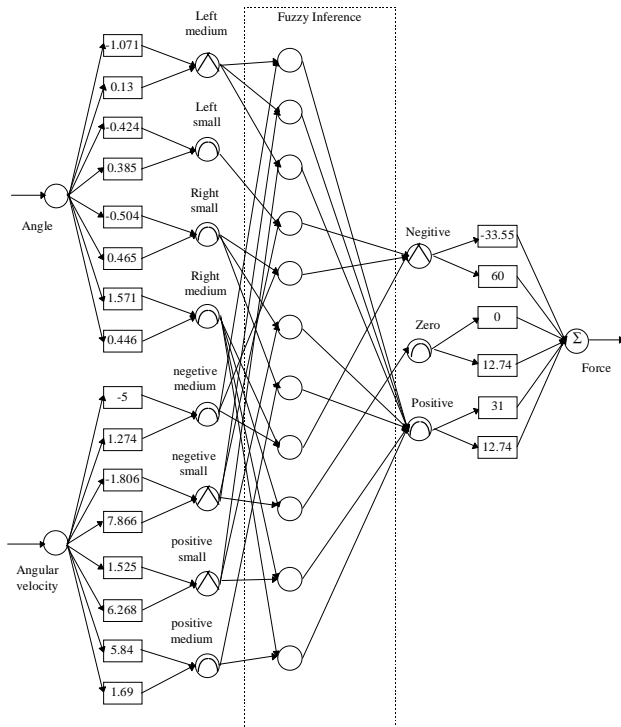 Left
medium
Fuzzy Inference
-1.071
0.13
Left
small
-0.424
0.385
Right
small
-0.504
Angle
0.465
Negitive
-33.55
Right
medium
60
1.571
0.446
Zero
0
Σ
12.74
Force
negetive
medium
-5
Positive
31
1.274
12.74
negetive
small
-1.806
7.866
positive
small
1.525
Angular
velocity
6.268
positive
medium
5.84
1.69